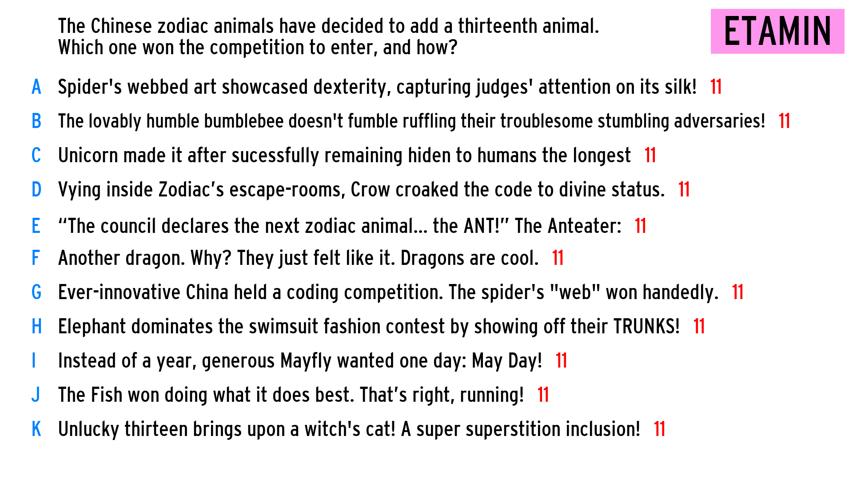 The Chinese zodiac animals have decided to add a thirteenth animal.
Which one won the competition to enter, and how?
ETAMIN
A Spider's webbed art showcased dexterity, capturing judges' attention on its silk! 11
B The lovably humble bumblebee doesn't fumble ruffling their troublesome stumbling adversaries! 11
C Unicorn made it after sucessfully remaining hiden to humans the longest 11
D Vying inside Zodiac’s escape-rooms, Crow croaked the code to divine status. 11
E “The council declares the next zodiac animal... the ANT!” The Anteater: 11
F Another dragon. Why? They just felt like it. Dragons are cool. 11
G Ever-innovative China held a coding competition. The spider's "web" won handedly. 11
H Elephant dominates the swimsuit fashion contest by showing off their TRUNKS! 11
I Instead of a year, generous Mayfly wanted one day: May Day! 11
J The Fish won doing what it does best. That’s right, running! 11
K Unlucky thirteen brings upon a witch's cat! A super superstition inclusion! 11